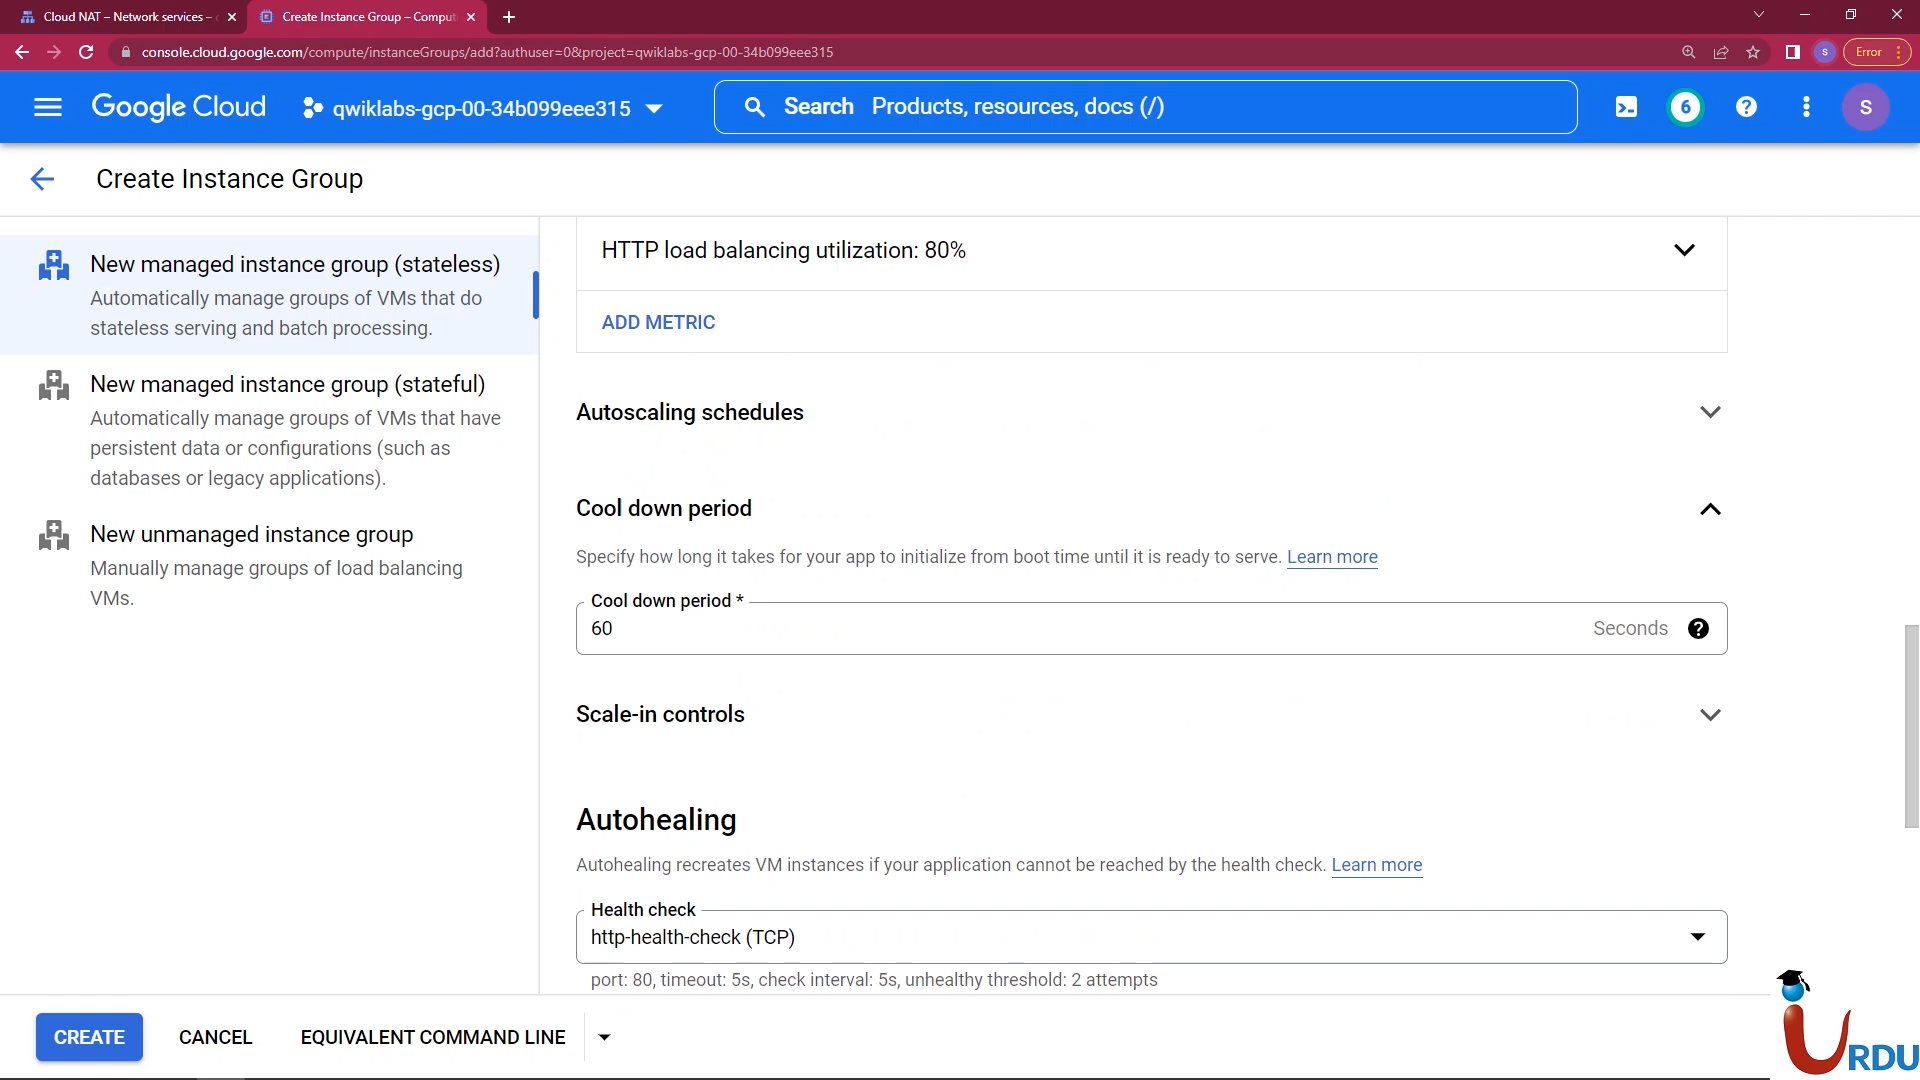 Cloud NAT – Network services –
Create Instance Group – Comput
console.cloud.google.com/compute/instanceGroups/add?authuser=0&project=qwiklabs-gcp-00-34b099eee315
S
Error
Google Cloud
qwiklabs-gcp-00-34b099eee315
Search Products, resources, docs (/)
6
S
Create Instance Group
New managed instance group (stateless)
Automatically manage groups of VMs that do
stateless serving and batch processing.
New managed instance group (stateful)
Automatically manage groups of VMs that have
persistent data or configurations (such as
databases or legacy applications).
New unmanaged instance group
Manually manage groups of load balancing
VMs.
HTTP load balancing utilization: 80%
ADD METRIC
Autoscaling schedules
Cool down period
Specify how long it takes for your app to initialize from boot time until it is ready to serve. Learn more
Cool down period *
60
Seconds
Scale-in controls
Autohealing
Autohealing recreates VM instances if your application cannot be reached by the health check. Learn more
Health check
http-health-check (TCP)
port: 80, timeout: 5s, check interval: 5s, unhealthy threshold: 2 attempts
CREATE
CANCEL
EQUIVALENT COMMAND LINE
iURDU